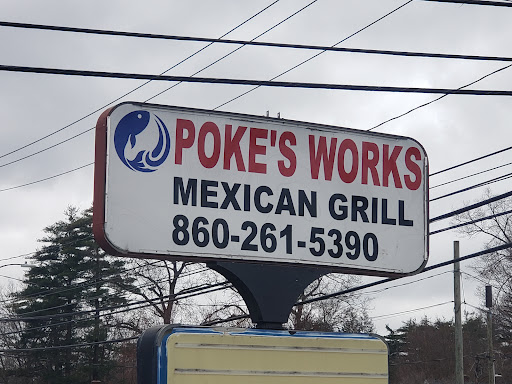 POKE'S WORKS
MEXICAN GRILL
860-261-5390